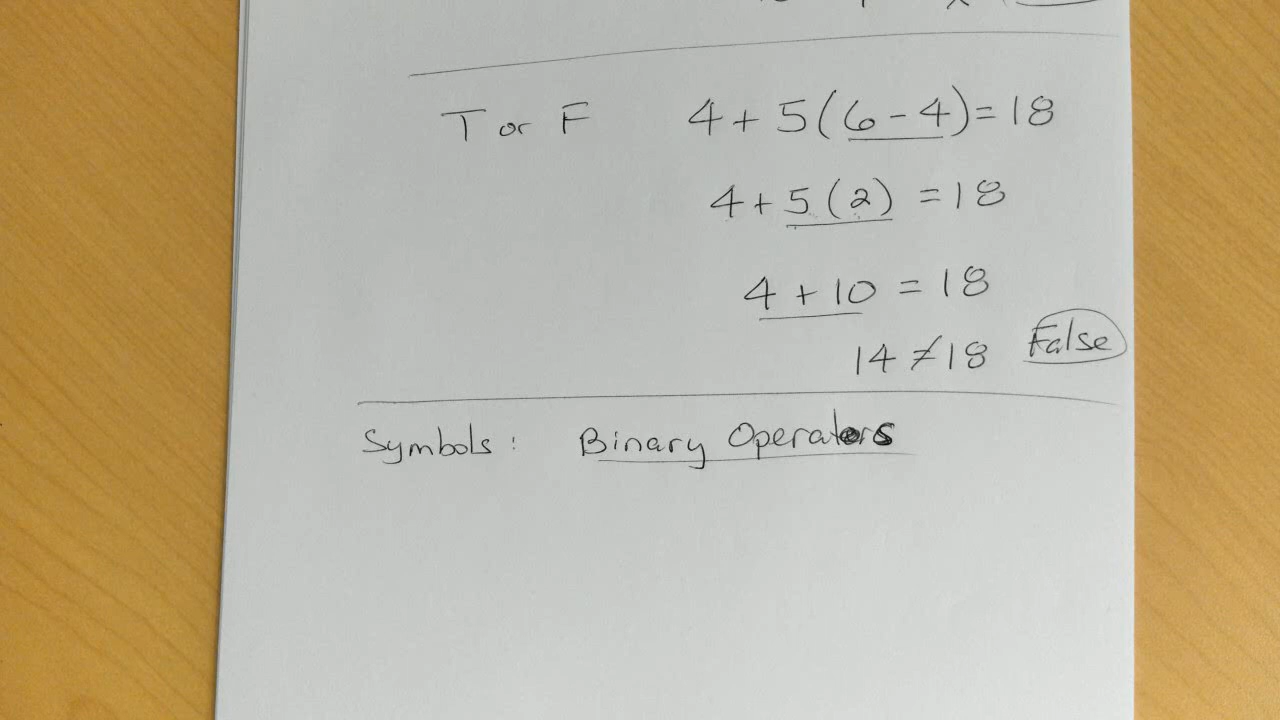 T or F 4 + 5 ( 6 - 4 ) = 18
4 + 5 ( 2 ) = 18
4 + 10 = 18
14 ≠ 18 False
Symbols : Binary Operators